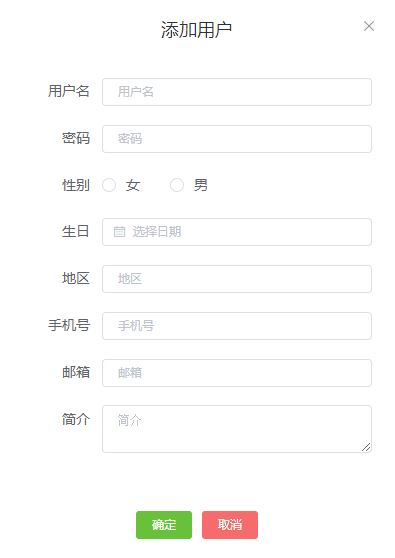 添加用户
用户名 用户名
密码 密码
性别 女 男
生日 选择日期
地区 地区
手机号 手机号
邮箱 邮箱
简介 简介
确定 取消